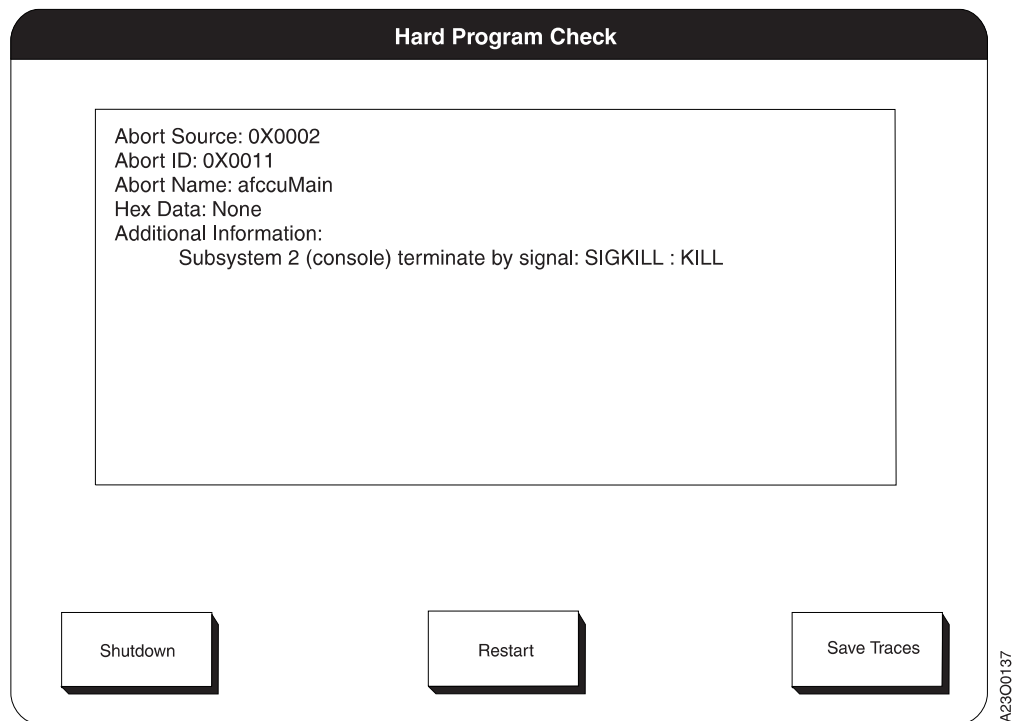 Hard Program Check
Abort Source: 0X0002
Abort ID: 0X0011
Abort Name: afccuMain
Hex Data: None
Additional Information:
Subsystem 2 (console) terminate by signal: SIGKILL : KILL
Shutdown
Restart
Save Traces
A23O0137